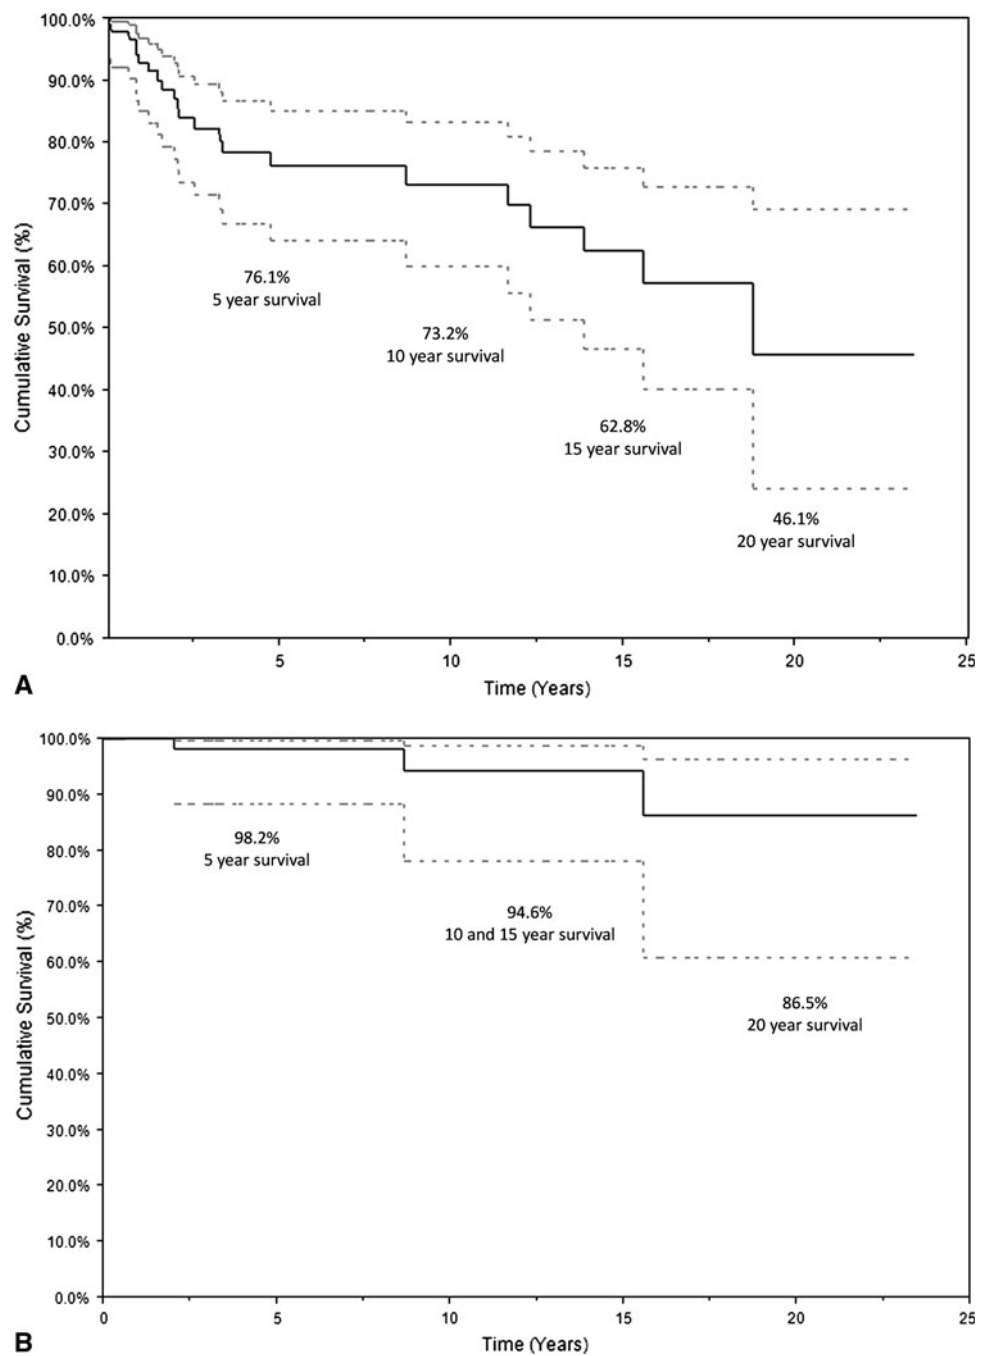 100.0%
90.0%
80.0%
70.0%
60.0%
50.0%
40.0%
30.0%
20.0%
10.0%
0.0%
Cumulative Survival (%)
76.1%
5 year survival
73.2%
10 year survival
62.8%
15 year survival
46.1%
20 year survival
5 10 15 20 25
Time (Years)
A
100.0%
90.0%
80.0%
70.0%
60.0%
50.0%
40.0%
30.0%
20.0%
10.0%
0.0%
Cumulative Survival (%)
98.2%
5 year survival
94.6%
10 and 15 year survival
86.5%
20 year survival
0 5 10 15 20 25
Time (Years)
B